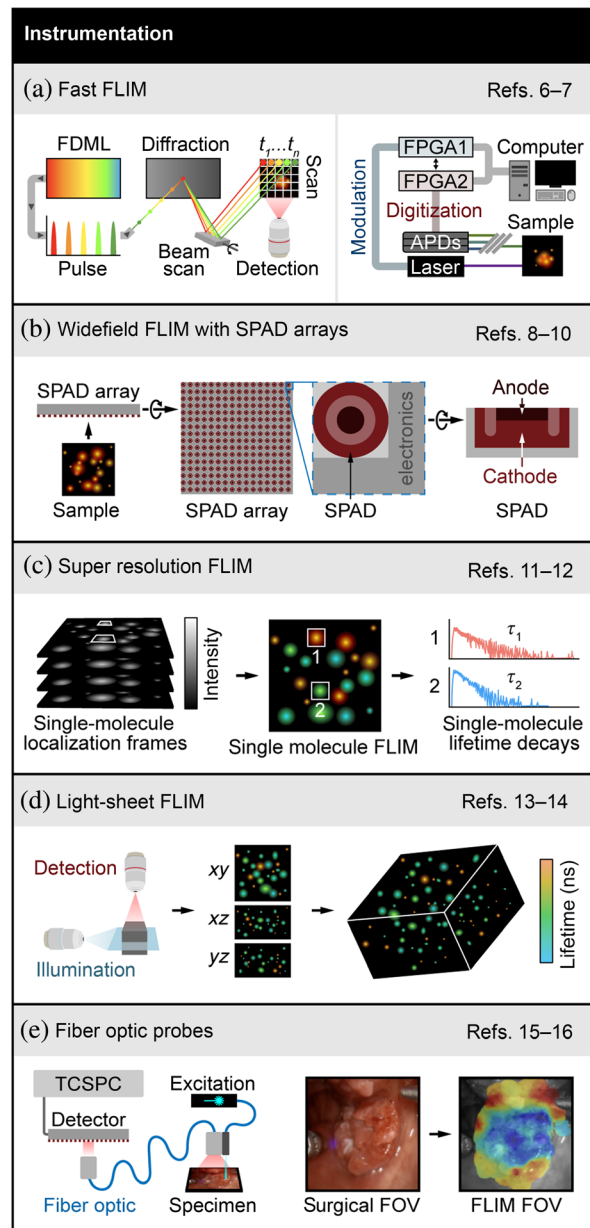 Instrumentation
(a) Fast FLIM
Refs. 6–7
FDML
Diffraction
t1...tn
Scan
Pulse
Beam
scan
Detection
Modulation
FPGA1
FPGA2
Digitization
APDs
Laser
Computer
Sample
(b) Widefield FLIM with SPAD arrays
Refs. 8–10
SPAD array
Sample
SPAD array
electronics
SPAD
Anode
Cathode
SPAD
(c) Super resolution FLIM
Refs. 11–12
Intensity
Single-molecule
localization frames
1
2
Single molecule FLIM
1
τ1
2
τ2
Single-molecule
lifetime decays
(d) Light-sheet FLIM
Refs. 13–14
Detection
Illumination
xy
xz
yz
Lifetime (ns)
(e) Fiber optic probes
Refs. 15–16
TCSPC
Detector
Excitation
Fiber optic
Specimen
Surgical FOV
FLIM FOV